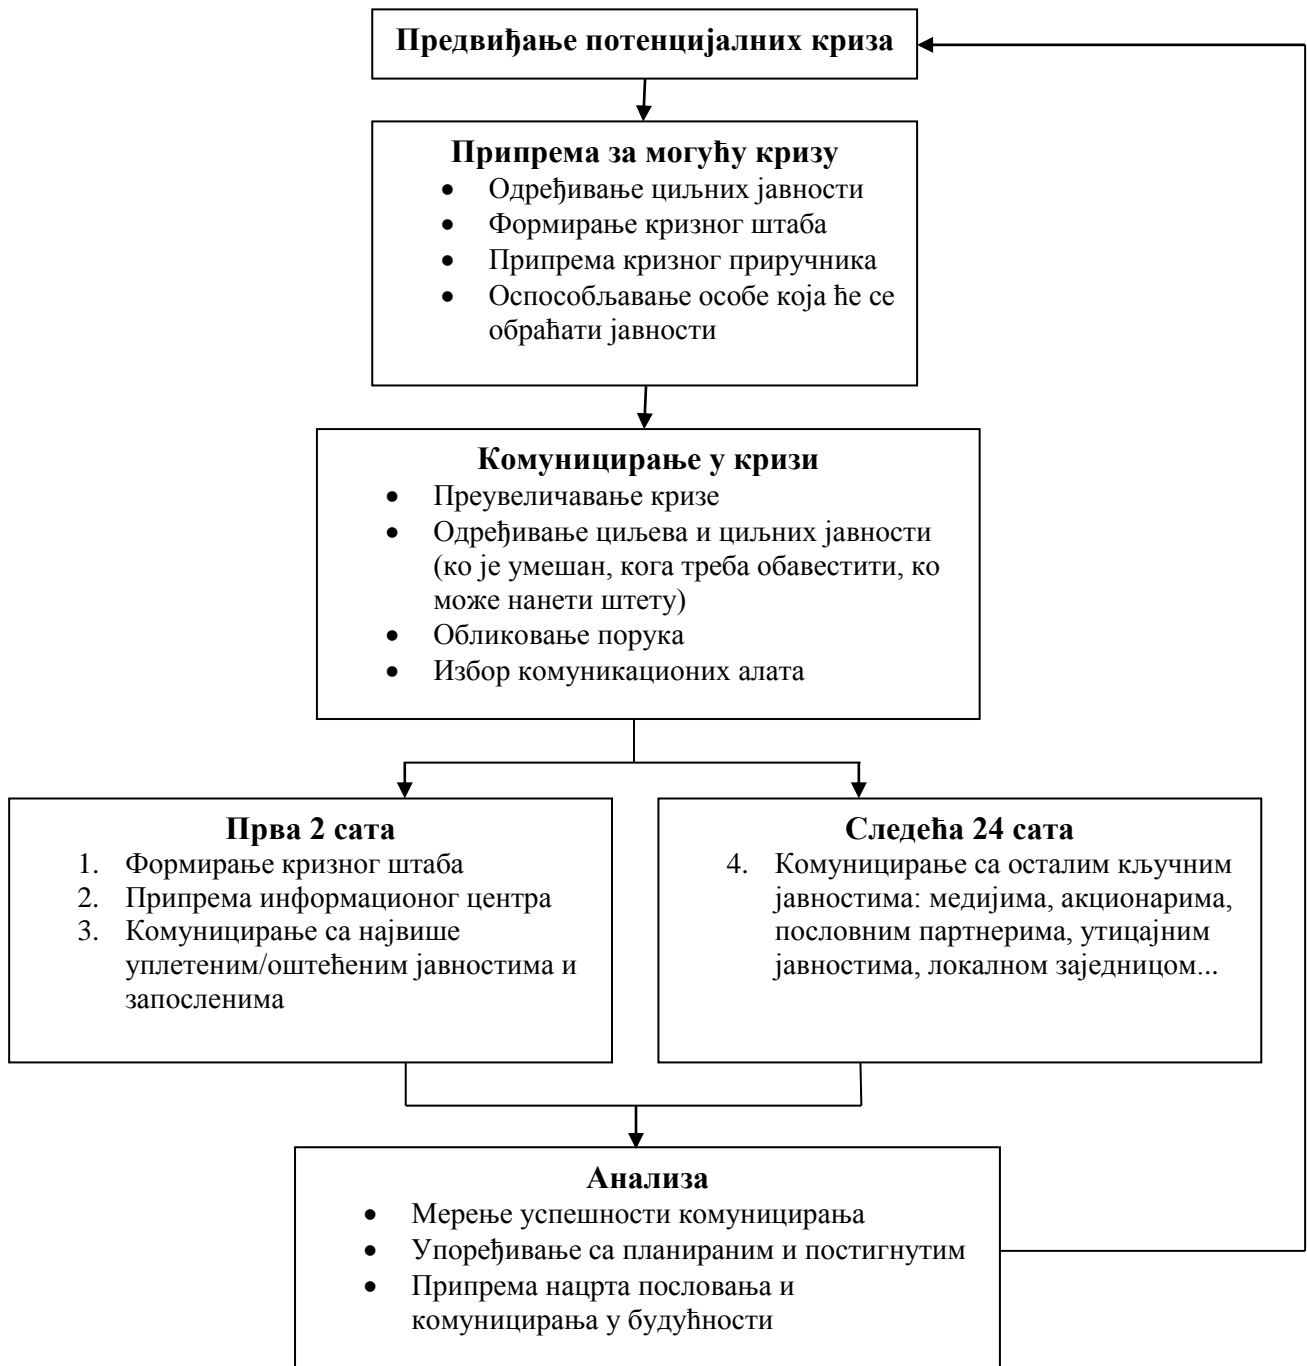 Предвиђање потенцијалних криза
Припрема за могућу кризу
• Одређивање циљних јавности
• Формирање кризног штаба
• Припрема кризног приручника
• Оспособљавање особе која ће се
обраћати јавности
Комуницирање у кризи
• Преувеличавање кризе
• Одређивање циљева и циљних јавности
(ко је умешан, кога треба обавестити, ко
може нанети штету)
• Обликовање порука
• Избор комуникационих алата
Прва 2 сата
1. Формирање кризног штаба
2. Припрема информационог центра
3. Комуницирање са највише
уплетеним/оштећеним јавностима и
запосленима
Следећа 24 сата
4. Комуницирање са осталим кључним
јавностима: медијима, акционарима,
пословним партнерима, утицајним
јавностима, локалном заједницом...
Анализа
• Мерење успешности комуницирања
• Упоређивање са планираним и постигнутим
• Припрема нацрта пословања и
комуницирања у будућности